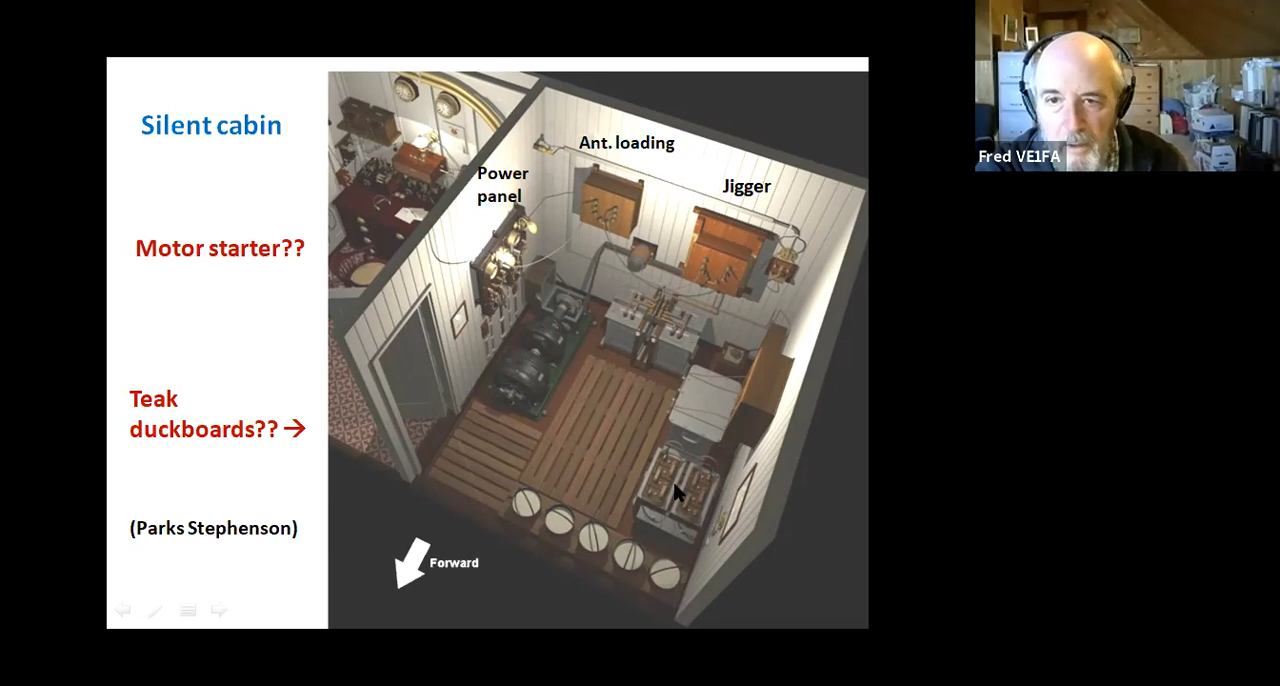 Silent cabin
Motor starter??
Teak
duckboards?? →
(Parks Stephenson)
Power
panel
Ant. loading
Jigger
Forward
Fred VE1FA